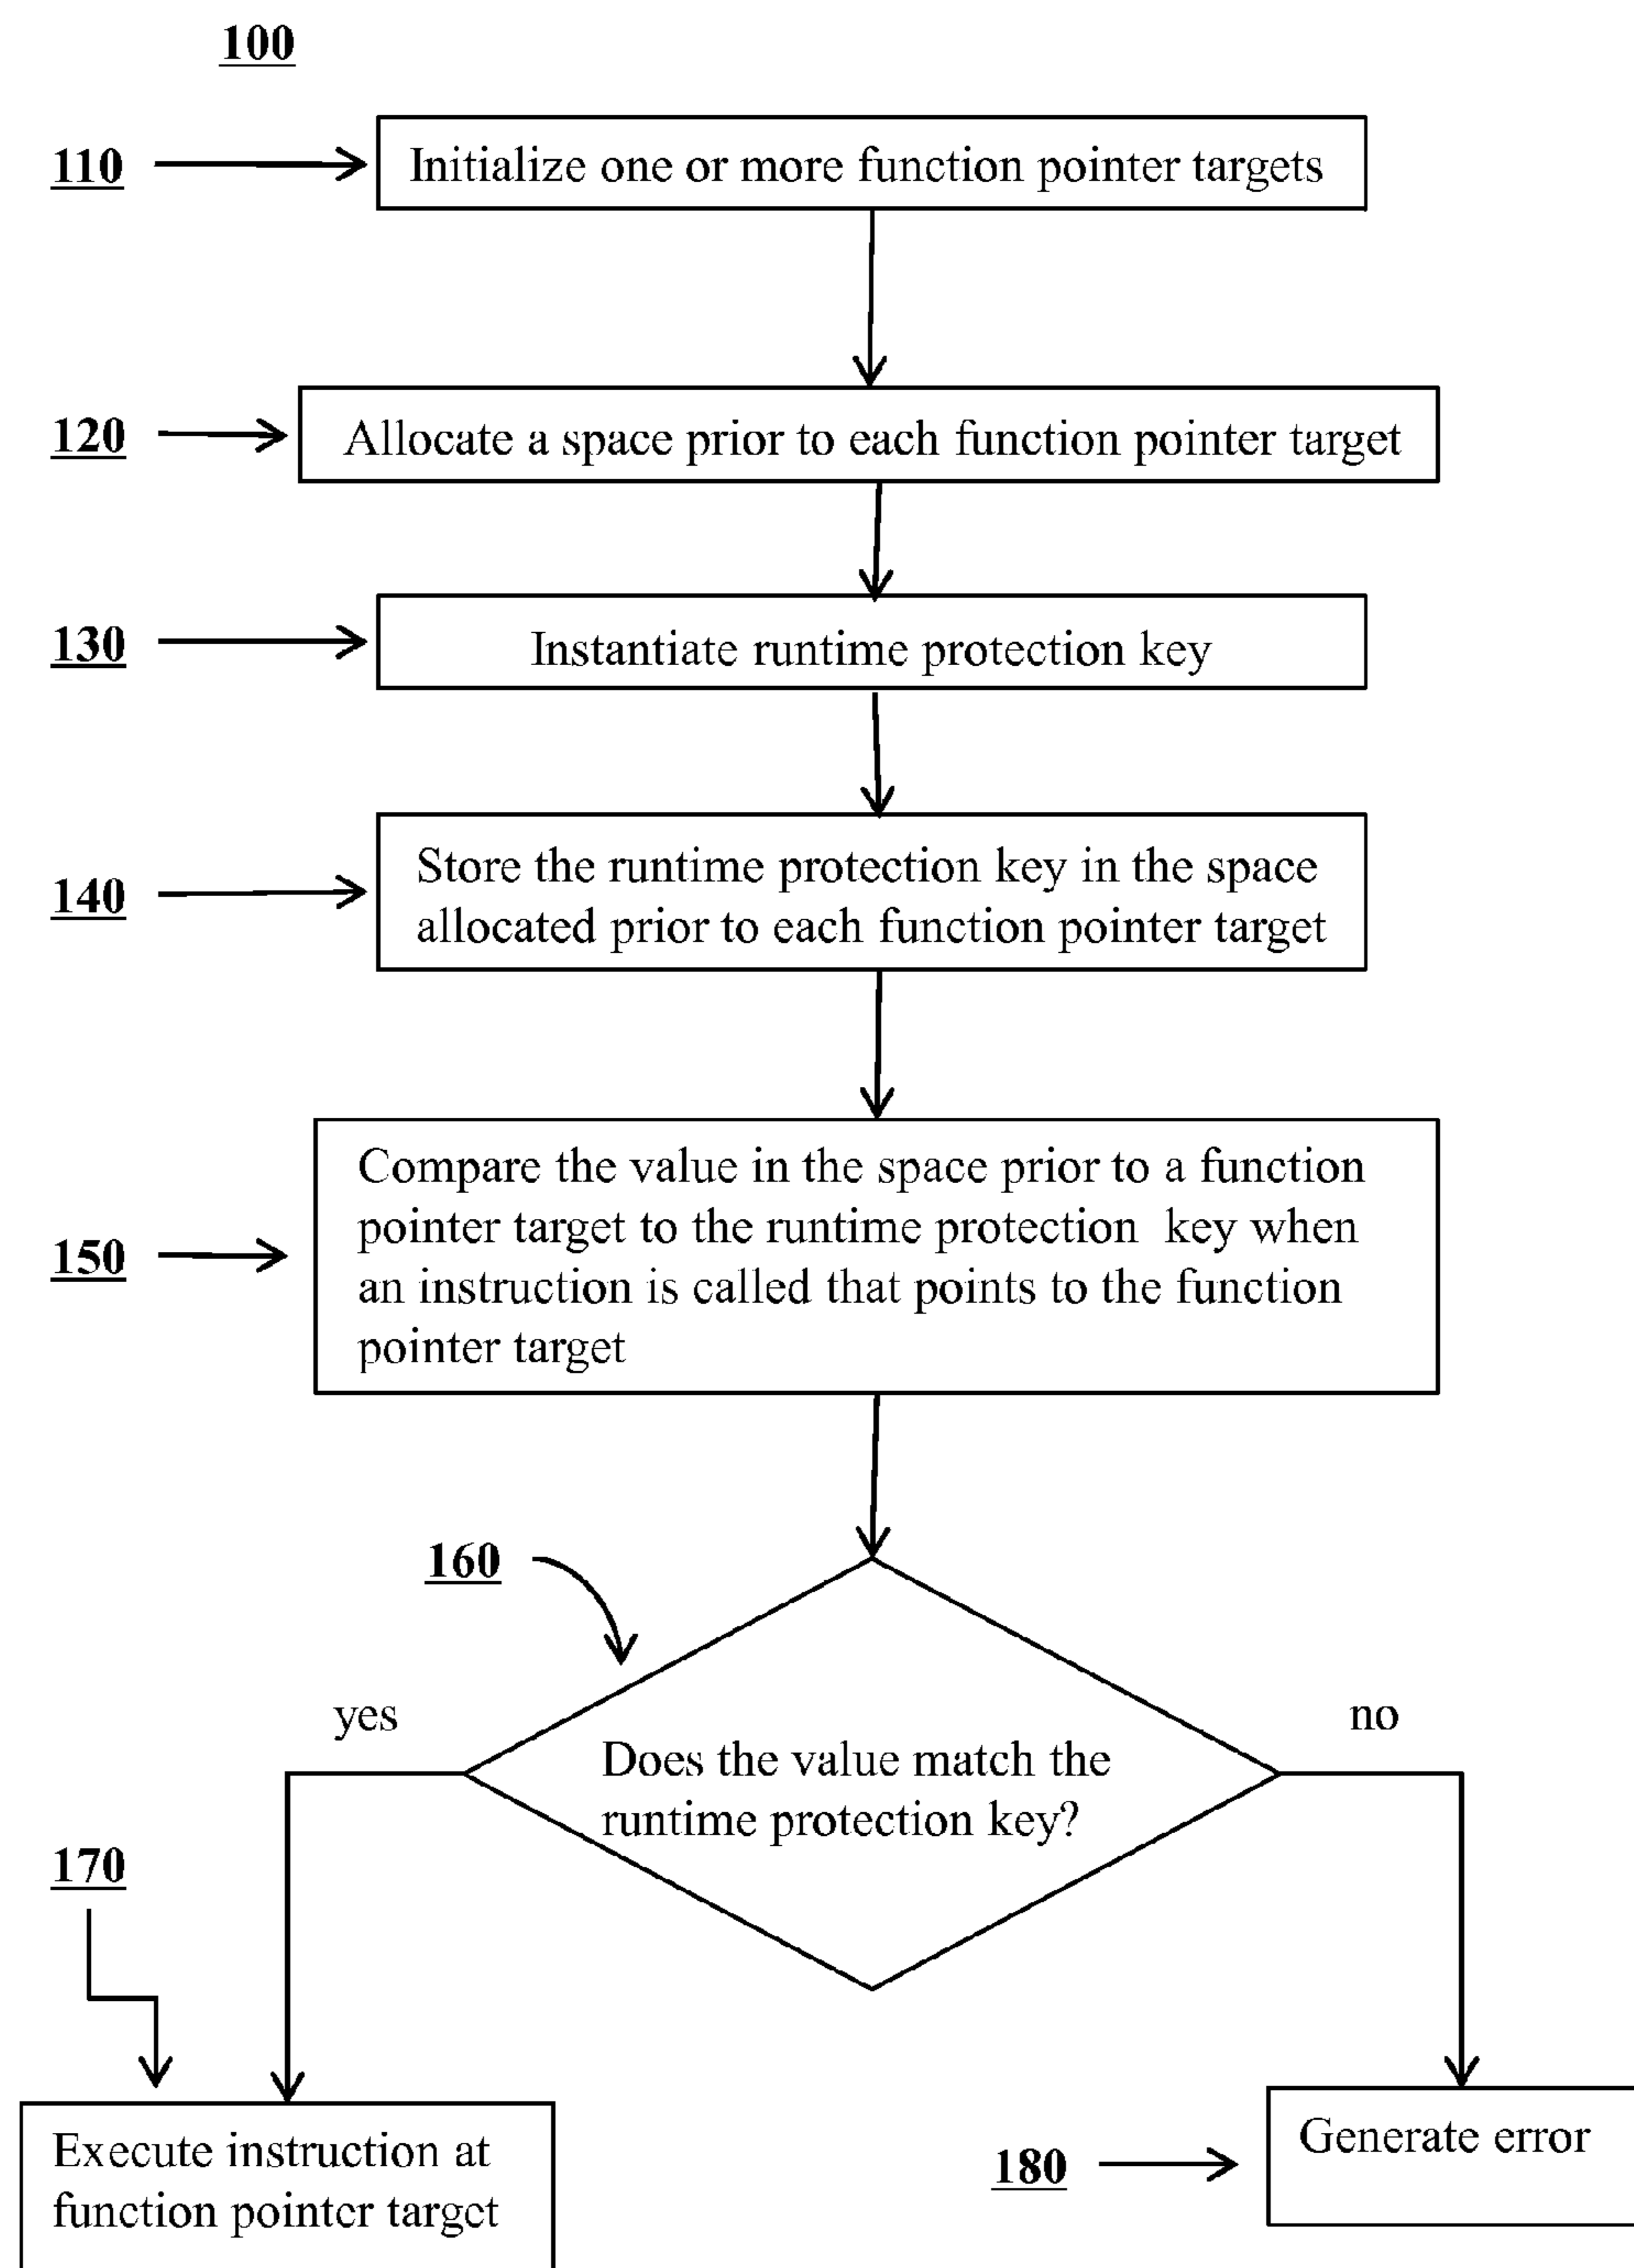 100
110
Initialize one or more function pointer targets
120
Allocate a space prior to each function pointer target
130
Instantiate runtime protection key
140
Store the runtime protection key in the space
allocated prior to each function pointer target
150
Compare the value in the space prior to a function
pointer target to the runtime protection key when
an instruction is called that points to the function
pointer target
160
yes
no
Does the value match the
runtime protection key?
170
Execute instruction at
function pointer target
180
Generate error